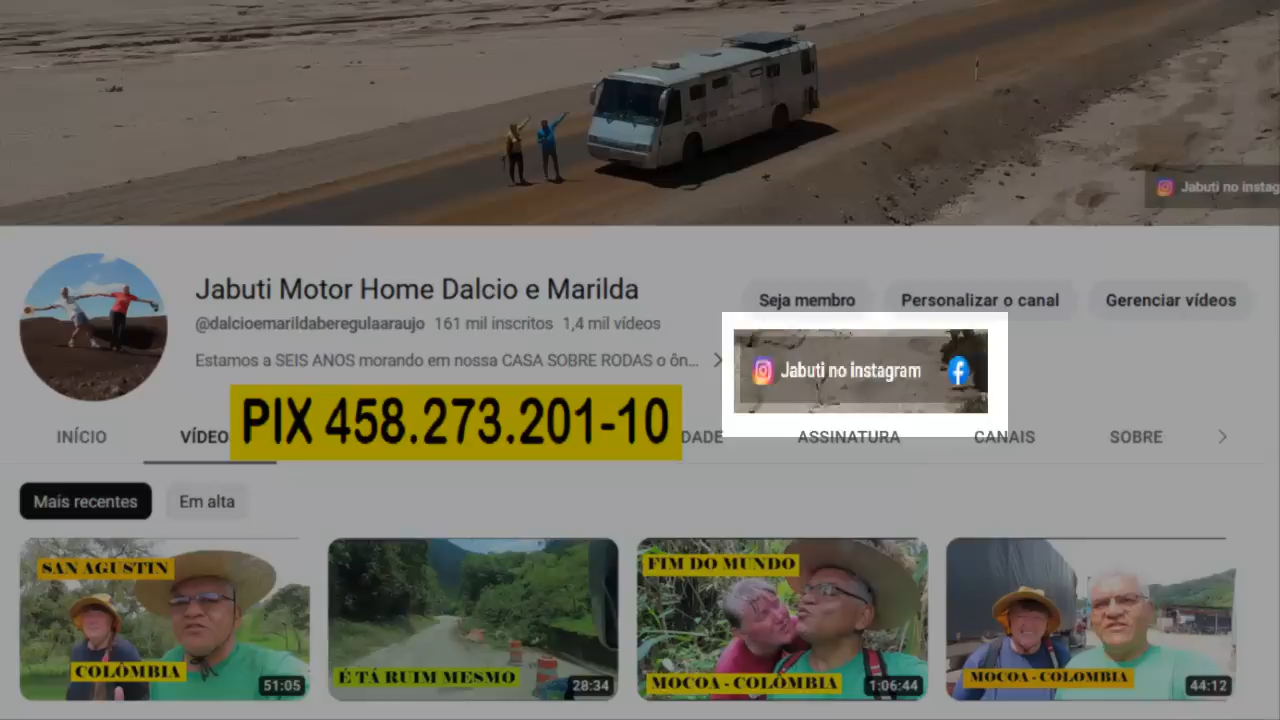 Jabuti no instag
Jabuti Motor Home Dalcio e Marilda
@dalcioemarildaberegulaaraujo 161 mil inscritos 1,4 mil vídeos
Estamos a SEIS ANOS morando em nossa CASA SOBRE RODAS o ôn...
Seja membro
Personalizar o canal
Gerenciar vídeos
Jabuti no instagram
PIX 458.273.201-10
INÍCIO VÍDEO DADE ASSINATURA CANAIS SOBRE
Mais recentes
Em alta
SAN AGUSTIN
COLÔMBIA
51:05
É TÁ RUIM MESMO
28:34
FIM DO MUNDO
MOCOA - COLÔMBIA
1:06:44
MOCOA - COLÔMBIA
44:12